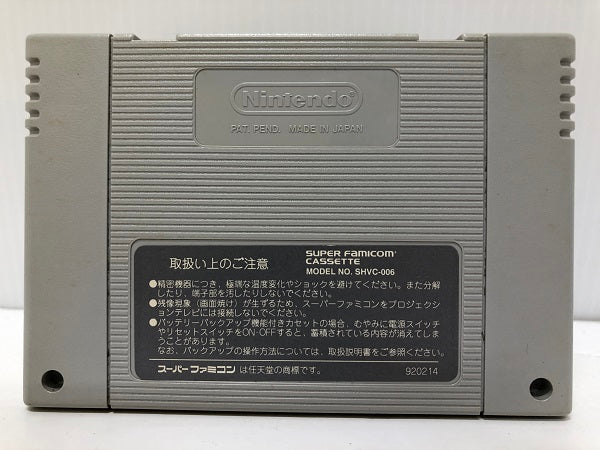 Nintendo
PAT. PEND. MADE IN JAPAN
取扱い上のご注意
SUPER FAMICOM
CASSETTE
MODEL NO. SHVC-006
●精密機器につき、極端な温度変化やショックを避けてください。また分解
したり、端子部を汚したりしないでください。
●残像現象（画面焼け）が生ずるため、スーパーファミコンをプロジェクシ
ョンテレビには接続しないでください。
●バッテリーバックアップ機能付きカセットの場合、むやみに電源スイッチ
やリセットスイッチをON-OFFすると、蓄積されている内容が消えてしま
うことがあります。
なお、バックアップの操作方法については、取扱説明書をご参照ください。
スーパーファミコン は任天堂の商標です。
920214